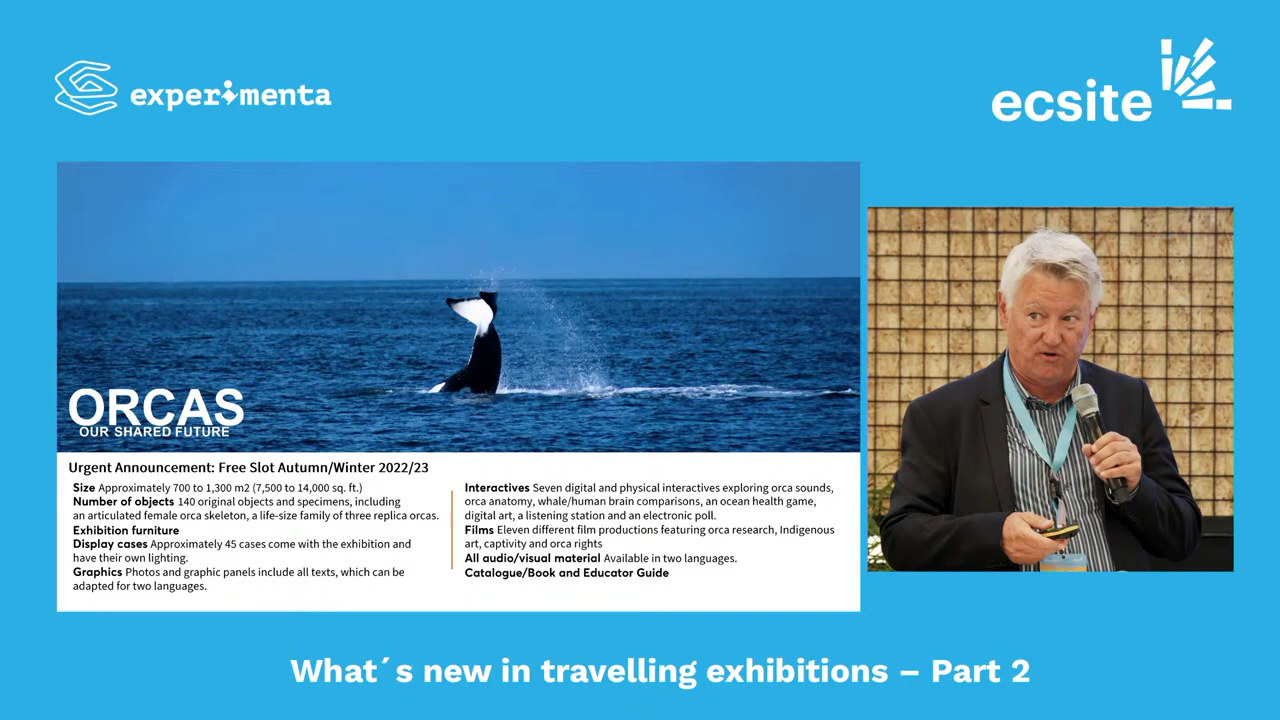 experimenta
ecsite
ORCAS
OUR SHARED FUTURE
Urgent Announcement: Free Slot Autumn/Winter 2022/23
Size Approximately 700 to 1,300 m2 (7,500 to 14,000 sq. ft.)
Number of objects 140 original objects and specimens, including
an articulated female orca skeleton, a life-size family of three replica orcas.
Exhibition furniture
Display cases Approximately 45 cases come with the exhibition and
have their own lighting.
Graphics Photos and graphic panels include all texts, which can be
adapted for two languages.
Interactives Seven digital and physical interactives exploring orca sounds,
orca anatomy, whale/human brain comparisons, an ocean health game,
digital art, a listening station and an electronic poll.
Films Eleven different film productions featuring orca research, Indigenous
art, captivity and orca rights
All audio/visual material Available in two languages.
Catalogue/Book and Educator Guide
What´s new in travelling exhibitions – Part 2